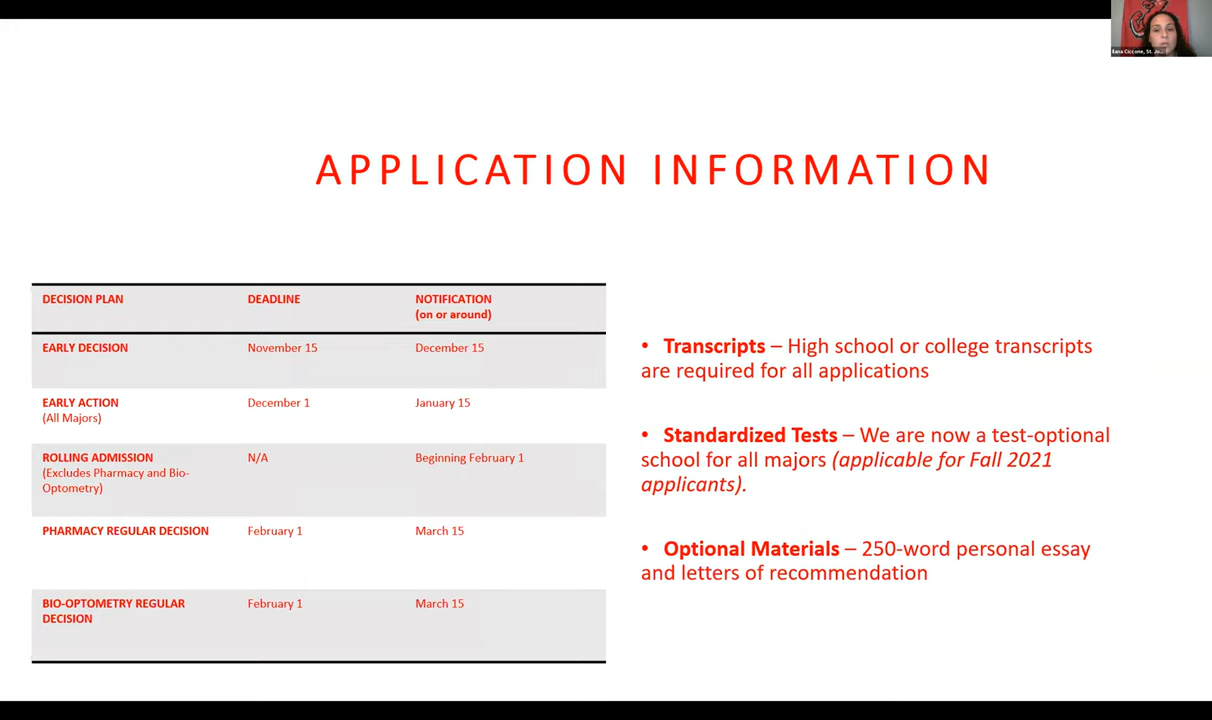 Ilana Ciccone, St. Jo...
APPLICATION INFORMATION
DECISION PLAN DEADLINE NOTIFICATION
(on or around)
EARLY DECISION November 15 December 15
EARLY ACTION December 1 January 15
(All Majors)
ROLLING ADMISSION N/A Beginning February 1
(Excludes Pharmacy and Bio-
Optometry)
PHARMACY REGULAR DECISION February 1 March 15
BIO-OPTOMETRY REGULAR February 1 March 15
DECISION
• Transcripts – High school or college transcripts
are required for all applications
• Standardized Tests – We are now a test-optional
school for all majors (applicable for Fall 2021
applicants).
• Optional Materials – 250-word personal essay
and letters of recommendation